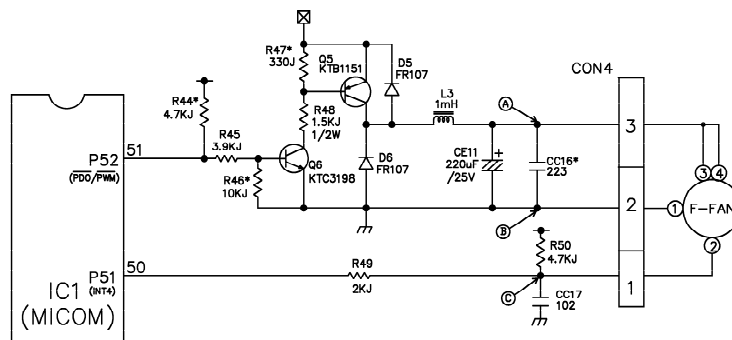 R47*
330J
Q5
KTB1151
D5
FR107
CON4
R44*
4.7KJ
R48
1.5KJ
1/2W
L3
1mH
A
3
51
P52
(PDO/PWM)
R45
3.9KJ
Q6
KTC3198
D6
FR107
CE11
220uF
/25V
+
CC16*
223
3
4
F-FAN
R46*
10KJ
2
1
B
2
R50
4.7KJ
50
P51
(INT4)
R49
2KJ
C
CC17
102
1
IC1
(MICOM)